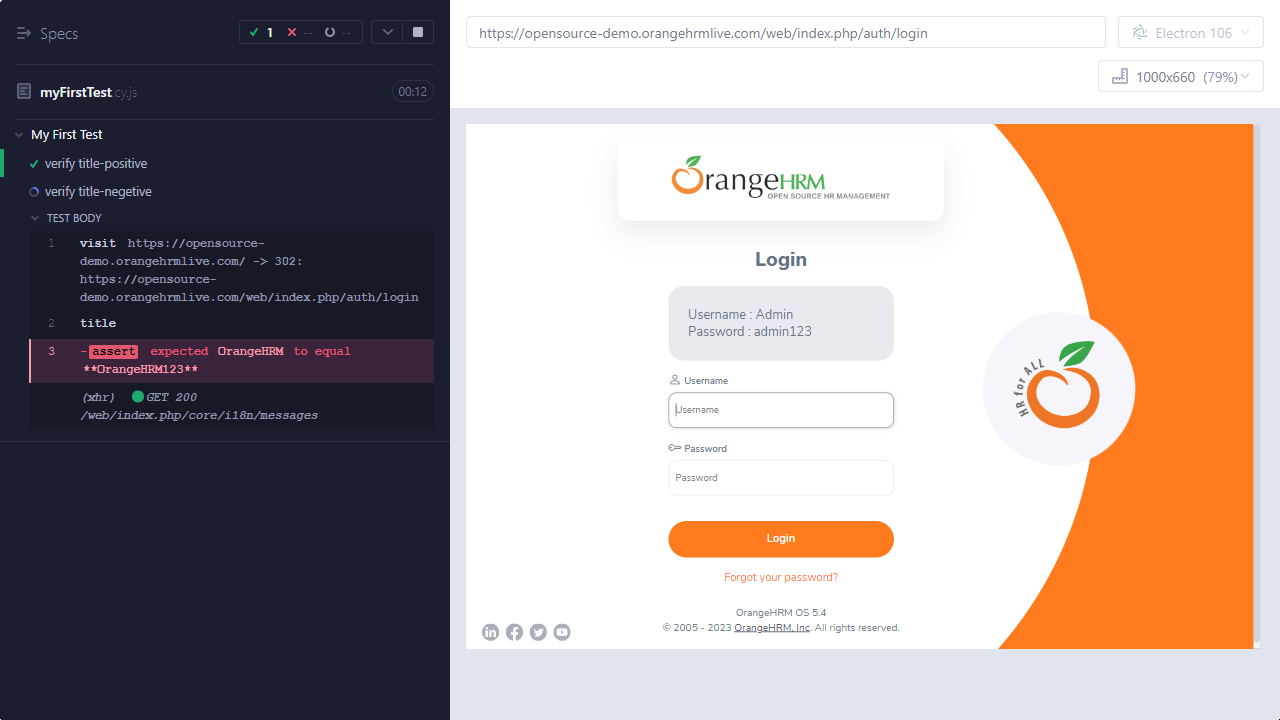 Specs
1 -- --
myFirstTest.cy.js 00:12
My First Test
verify title-positive
verify title-negetive
TEST BODY
1 visit https://opensource-
demo.orangehrmlive.com/ -> 302:
https://opensource-
demo.orangehrmlive.com/web/index.php/auth/login
2 title
3 -assert expected OrangeHRM to equal
**OrangeHRM123**
(xhr) GET 200
/web/index.php/core/i18n/messages
https://opensource-demo.orangehrmlive.com/web/index.php/auth/login
Electron 106
1000x660 (79%)
OrangeHRM
OPEN SOURCE HR MANAGEMENT
Login
Username : Admin
Password : admin123
Username
Username
Password
Password
Login
Forgot your password?
OrangeHRM OS 5.4
© 2005 - 2023 OrangeHRM, Inc. All rights reserved.
HR for ALL